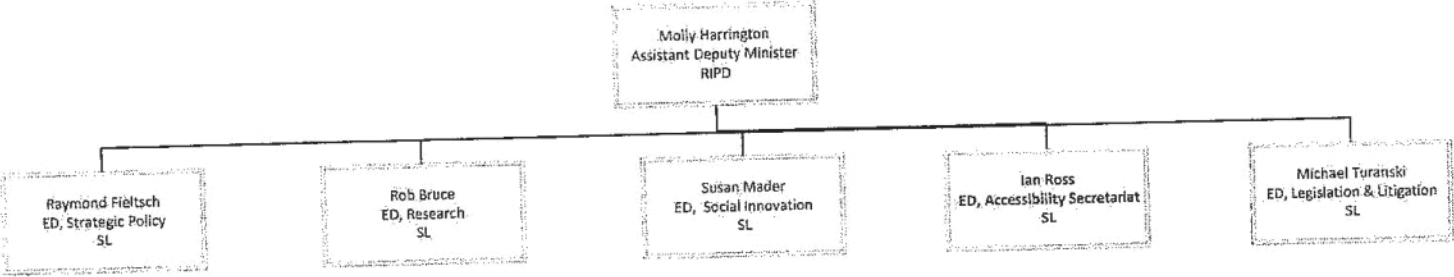 Molly Harrington
Assistant Deputy Minister
RIPD
Raymond Fieltsch
ED, Strategic Policy
SL
Rob Bruce
ED, Research
SL
Susan Mader
ED, Social Innovation
SL
Ian Ross
ED, Accessibility Secretariat
SL
Michael Turanski
ED, Legislation & Litigation
SL